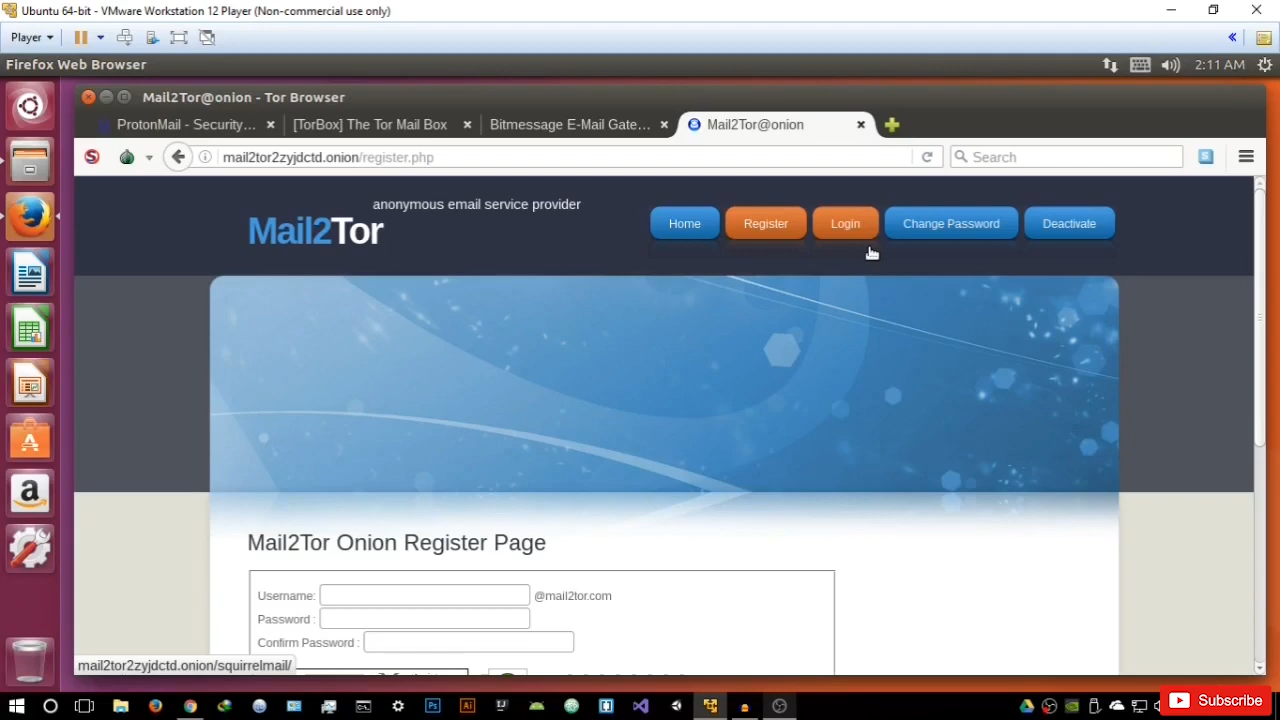 Ubuntu 64-bit - VMware Workstation 12 Player (Non-commercial use only)
Player
Firefox Web Browser
2:11 AM
Mail2Tor@onion - Tor Browser
ProtonMail - Security...
[TorBox] The Tor Mail Box
Bitmessage E-Mail Gate...
Mail2Tor@onion
mail2tor2zyjdctd.onion/register.php
Search
anonymous email service provider
Mail2Tor
Home
Register
Login
Change Password
Deactivate
Mail2Tor Onion Register Page
Username:
@mail2tor.com
Password :
Confirm Password :
mail2tor2zyjdctd.onion/squirrelmail/
Subscribe